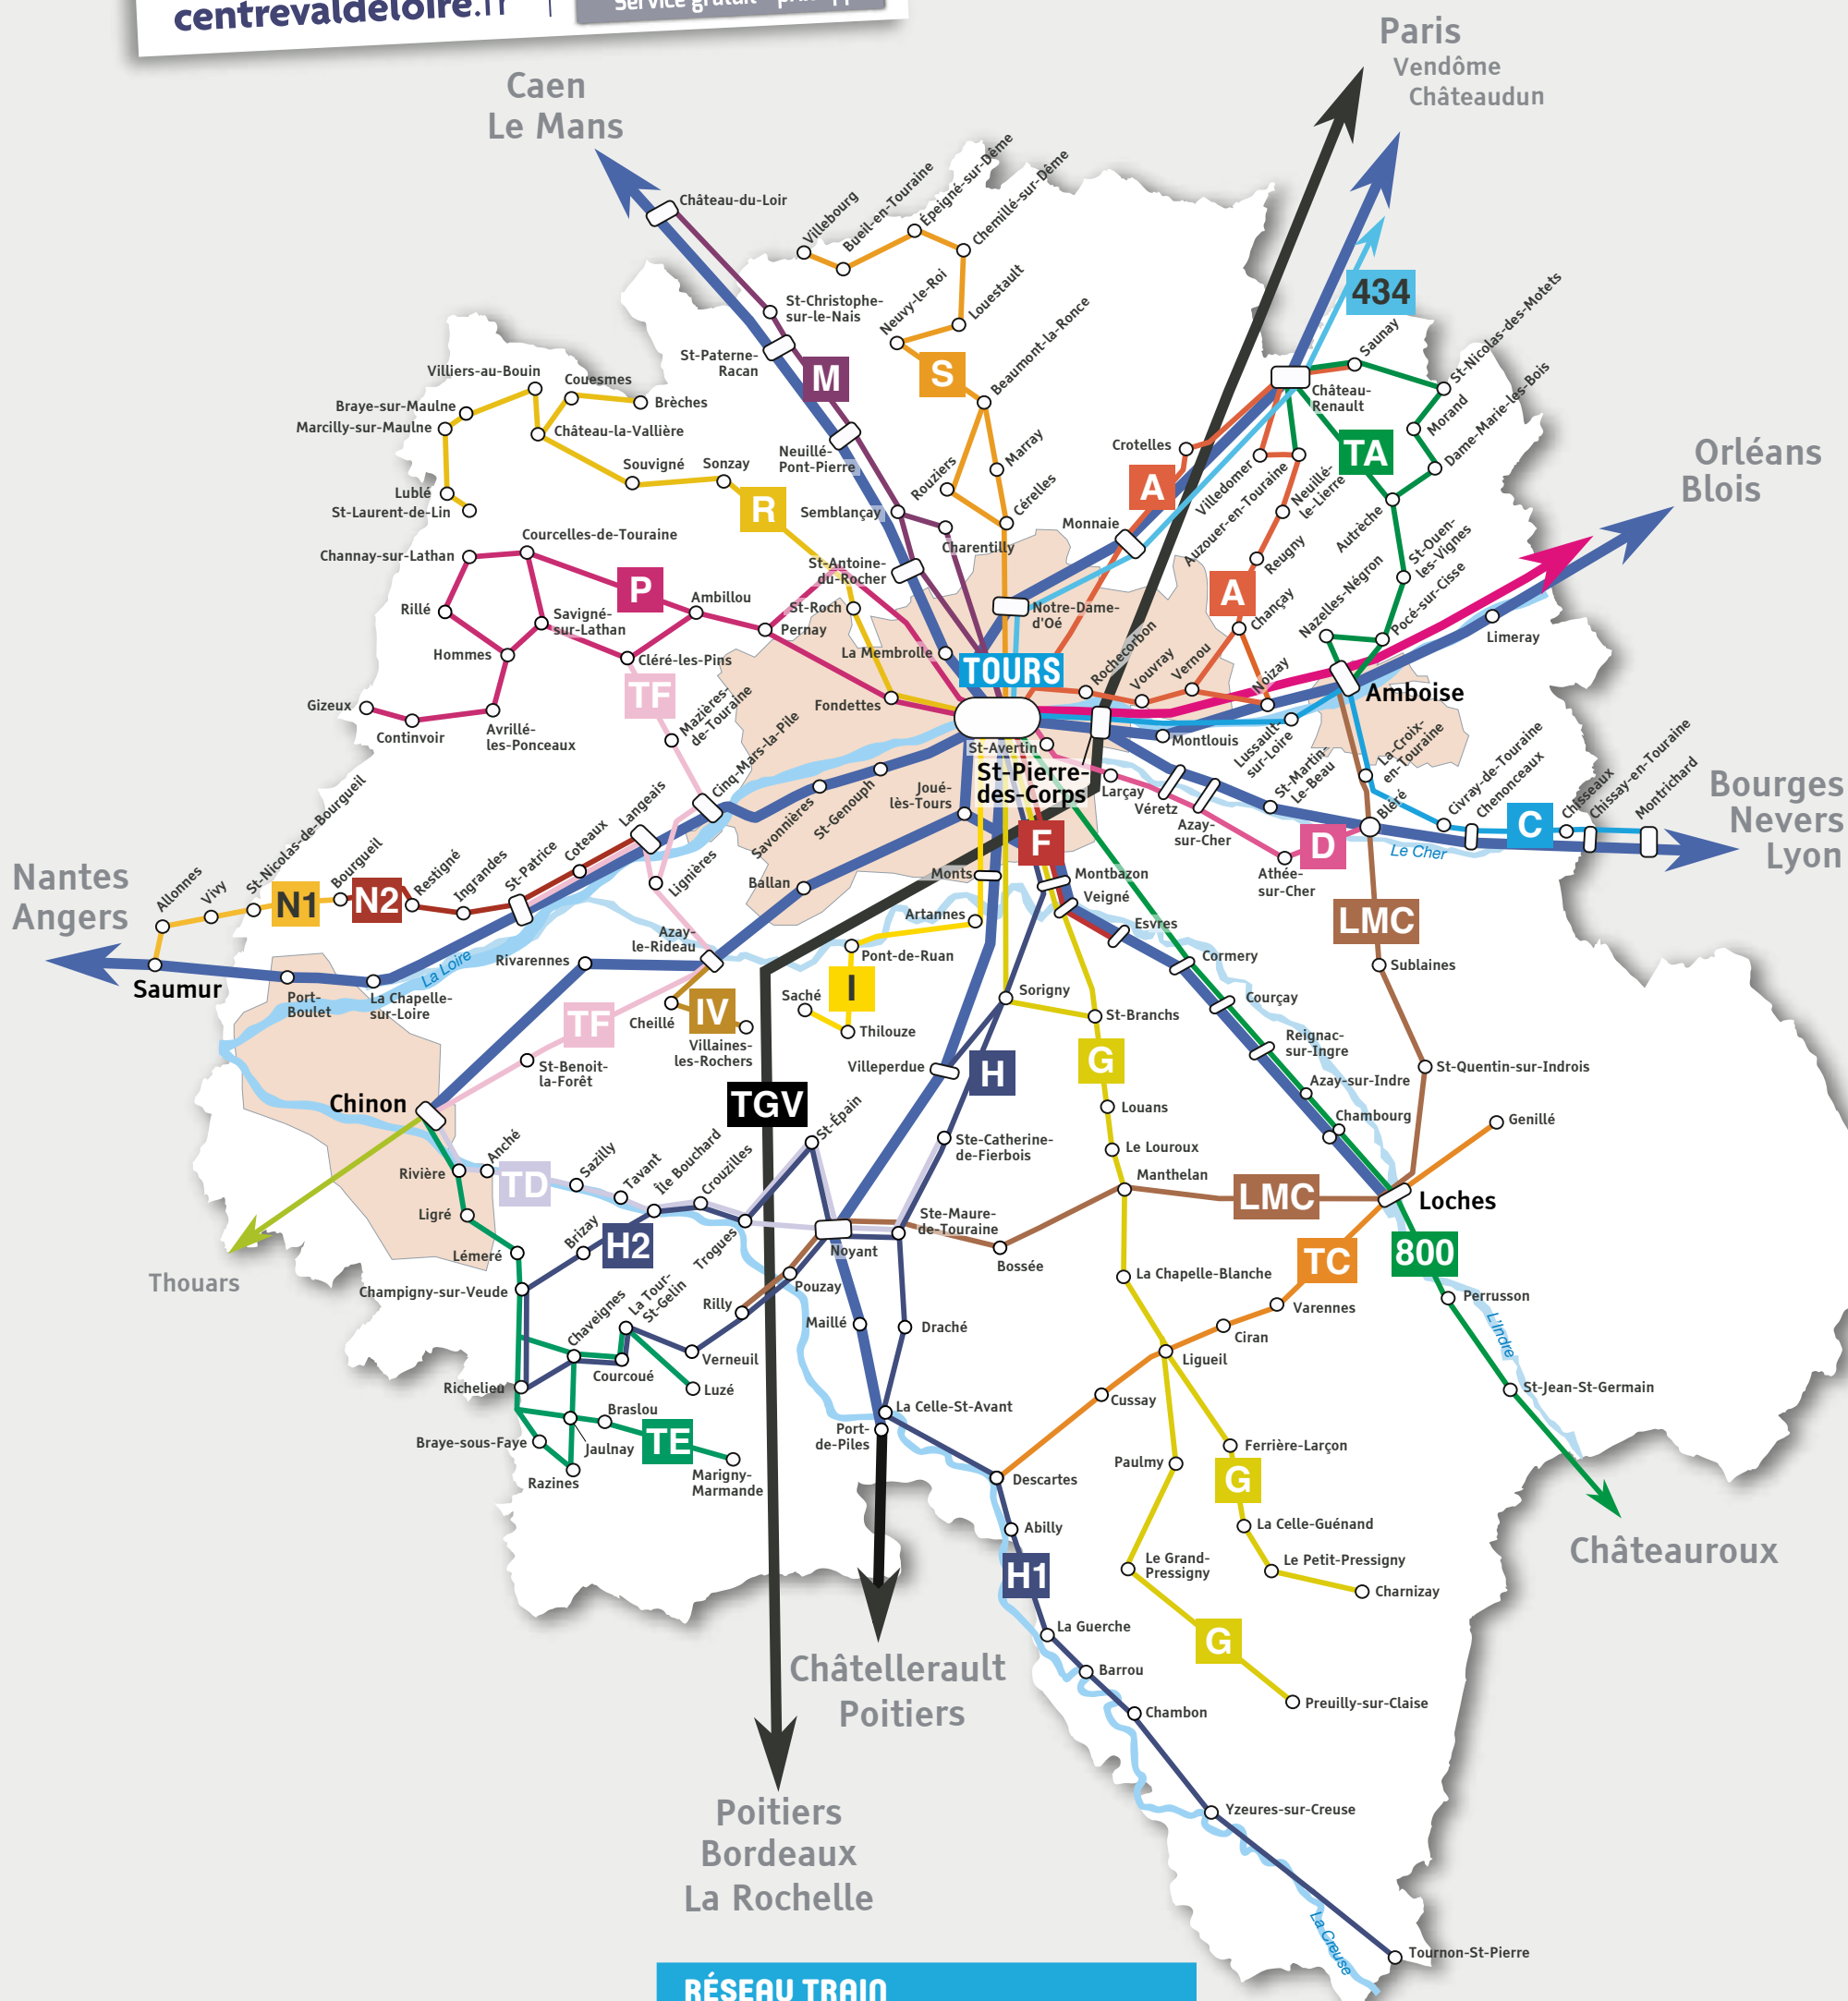 centrevaldeloire.fr
Paris
Vendôme
Châteaudun
Caen
Le Mans
Château-du-Loir
Villebourg
Bueil-en-Touraine
Épeigné-sur-Dême
Chemillé-sur-Dême
St-Christophe-
sur-le-Nais
Neuvy-le-Roi
Louestault
434
St-Paterne-
Racan
M
S
Beaumont-la-Ronce
Saunay
St-Nicolas-des-Motets
Château-
Renault
Morand
Dame-Marie-les-Bois
Villiers-au-Bouin
Couesmes
Brèches
Braye-sur-Maulne
Marcilly-sur-Maulne
Château-la-Vallière
Neuillé-
Pont-Pierre
Marray
Crotelles
TA
Orléans
Blois
Souvigné
Sonzay
Rouziers
Cérelles
A
Villedomer
Auzouer-en-Touraine
Neuillé-
le-Lierre
Lublé
St-Laurent-de-Lin
R
Semblançay
Charentilly
Monnaie
Autrèche
St-Ouen-
les-Vignes
Courcelles-de-Touraine
Channay-sur-Lathan
St-Antoine-
du-Rocher
Reugny
Nazelles-Négron
Pocé-sur-Cisse
P
Ambillou
St-Roch
Notre-Dame-
d'Oé
A
Chançay
Rillé
Savigné-
sur-Lathan
Pernay
Limeray
Hommes
Cléré-les-Pins
La Membrolle
TOURS
Rochecorbon
Vouvray
Vernou
Noizay
Amboise
TF
Mazières-
de-Touraine
Gizeux
Continvoir
Avrillé-
les-Ponceaux
Fondettes
Cinq-Mars-la-Pile
St-Avertin
Montlouis
Lussault-
sur-Loire
La-Croix-
en-Touraine
St-Pierre-
des-Corps
Larçay
Véretz
Azay-
sur-Cher
St-Martin-
Le-Beau
Bléré
Civray-de-Touraine
Chenonceaux
C
Chisseaux
Chissay-en-Touraine
Montrichard
Bourges
Nevers
Lyon
Langeais
Savonnières
St-Genouph
Joué-
lès-Tours
F
D
Le Cher
Athée-
sur-Cher
Nantes
Angers
Allonnes
Vivy
St-Nicolas-de-Bourgueil
N1
Bourgueil
N2
Restigné
Ingrandes
St-Patrice
Coteaux
Lignières
Ballan
Monts
Montbazon
Veigné
Artannes
Esvres
LMC
Azay-
le-Rideau
Rivarennes
Pont-de-Ruan
Cormery
Sublaines
Saumur
Port-
Boulet
La Chapelle-
sur-Loire
La Loire
Saché
I
Sorigny
Courçay
TF
Cheillé
IV
Villaines-
les-Rochers
Thilouze
St-Branchs
Reignac-
sur-Ingre
St-Benoit-
la-Forêt
Villeperdue
H
G
St-Quentin-sur-Indrois
Azay-sur-Indre
Chinon
TGV
Louans
Chambourg
Genillé
St-Épain
Ste-Catherine-
de-Fierbois
Le Louroux
Anché
Rivière
TD
Sazilly
Tavant
Île Bouchard
Crouzilles
Manthelan
LMC
Loches
Ligré
Ste-Maure-
de-Touraine
Brizay
H2
Trogues
Noyant
Bossée
TC
800
Thouars
Lémeré
Champigny-sur-Veude
Pouzay
La Chapelle-Blanche
Perrusson
Chaveignes
La Tour-
St-Gelin
Rilly
Maillé
Draché
Varennes
Ciran
L'Indre
Verneuil
Ligueil
Richelieu
Courcoué
Luzé
Cussay
St-Jean-St-Germain
Braslou
La Celle-St-Avant
Braye-sous-Faye
Jaulnay
TE
Port-
de-Piles
Ferrière-Larçon
Razines
Marigny-
Marmande
Descartes
Paulmy
G
Abilly
La Celle-Guénand
Châteauroux
H1
Le Grand-
Pressigny
Le Petit-Pressigny
Charnizay
La Guerche
G
Châtellerault
Poitiers
Barrou
Chambon
Preuilly-sur-Claise
Poitiers
Bordeaux
La Rochelle
Yzeures-sur-Creuse
La Creuse
Tournon-St-Pierre
RÉSEAU TRAIN